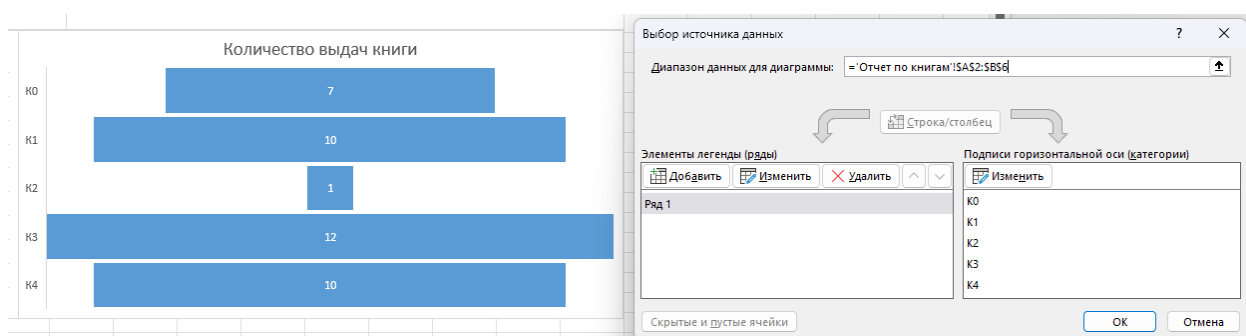 Количество выдач книги
К0
7
К1
10
К2
1
К3
12
К4
10
Выбор источника данных
?
Диапазон данных для диаграммы:
='Отчет по книгам'!$A$2:$B$6
Строка/столбец
Элементы легенды (ряды)
Добавить
Изменить
Удалить
Ряд 1
Подписи горизонтальной оси (категории)
Изменить
К0
К1
К2
К3
К4
Скрытые и пустые ячейки
ОК
Отмена